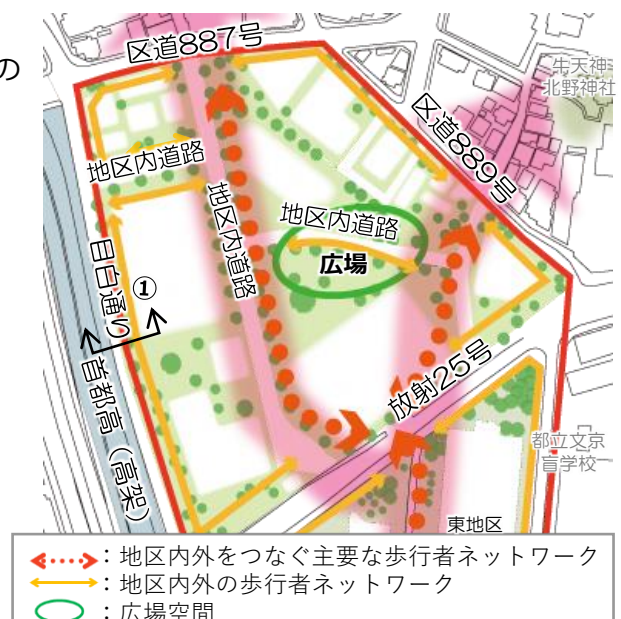 の
区道887号
牛天神
北野神社
区道889号
地区内道路
地区内道路
地区内道路
広場
目白通り
①
首都高（高架）
放射25号
都立文京
盲学校
東地区
：地区内外をつなぐ主要な歩行者ネットワーク
：地区内外の歩行者ネットワーク
：広場空間